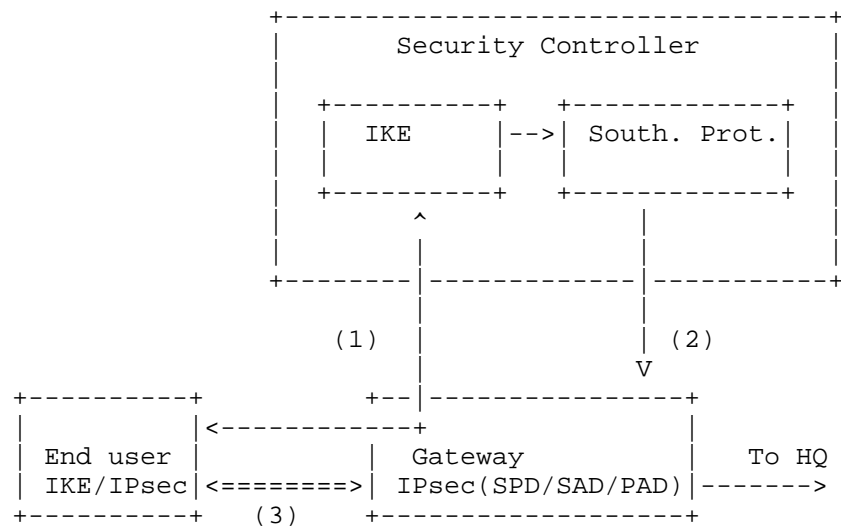 Security Controller
IKE South. Prot.
(1) (2)
End user Gateway To HQ
IKE/IPsec IPsec(SPD/SAD/PAD)
(3)